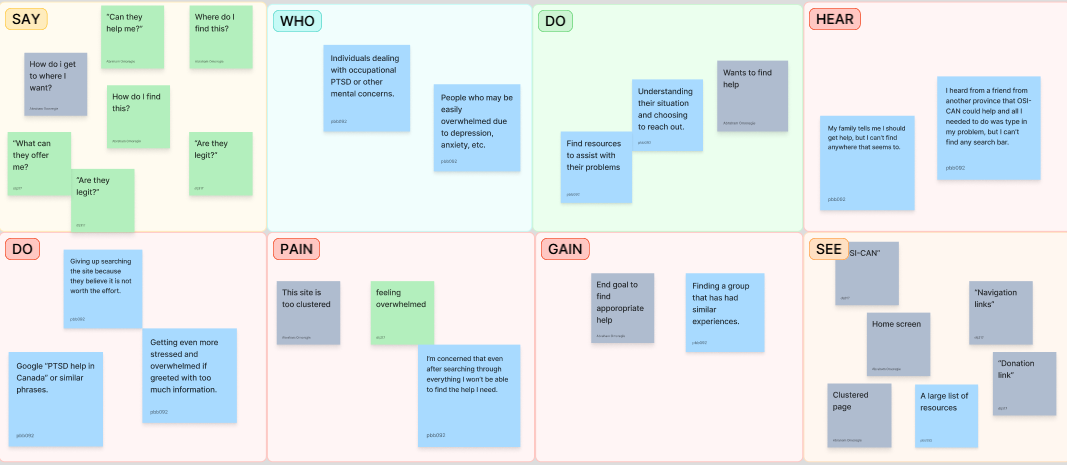 SAY
"Can they
help me?"
Where do I
find this?
How do i get
to where I
want?
How do I find
this?
"What can
they offer
me?
"Are they
legit?"
"Are they
legit?"
WHO
Individuals dealing
with occupational
PTSD or other
mental concerns.
pbb092
People who may be
easily
overwhelmed due
to depression,
anxiety, etc.
pbb092
DO
Wants to find
help
Understanding
their situation
and choosing
to reach out.
Find resources
to assist with
their problems
HEAR
I heard from a friend from
another province that OSI-
CAN could help and all I
needed to do was type in
my problem, but I can't
find any search bar.
pbb092
My family tells me I should
get help, but I can't find
anywhere that seems to.
pbb092
DO
Giving up searching
the site because
they believe it is not
worth the effort.
pbb092
Getting even more
stressed and
overwhelmed if
greeted with too
much information.
pbb092
Google "PTSD help in
Canada" or similar
phrases.
pbb092
PAIN
This site is
too clustered
feeling
overwhelmed
I'm concerned that even
after searching through
everything I won't be able
to find the help I need.
pbb092
GAIN
End goal to
find
apporopriate
help
Finding a group
that has had
similar
experiences.
SEE
SI-CAN"
"Navigation
links"
Home screen
"Donation
link"
Clustered
page
A large list of
resources